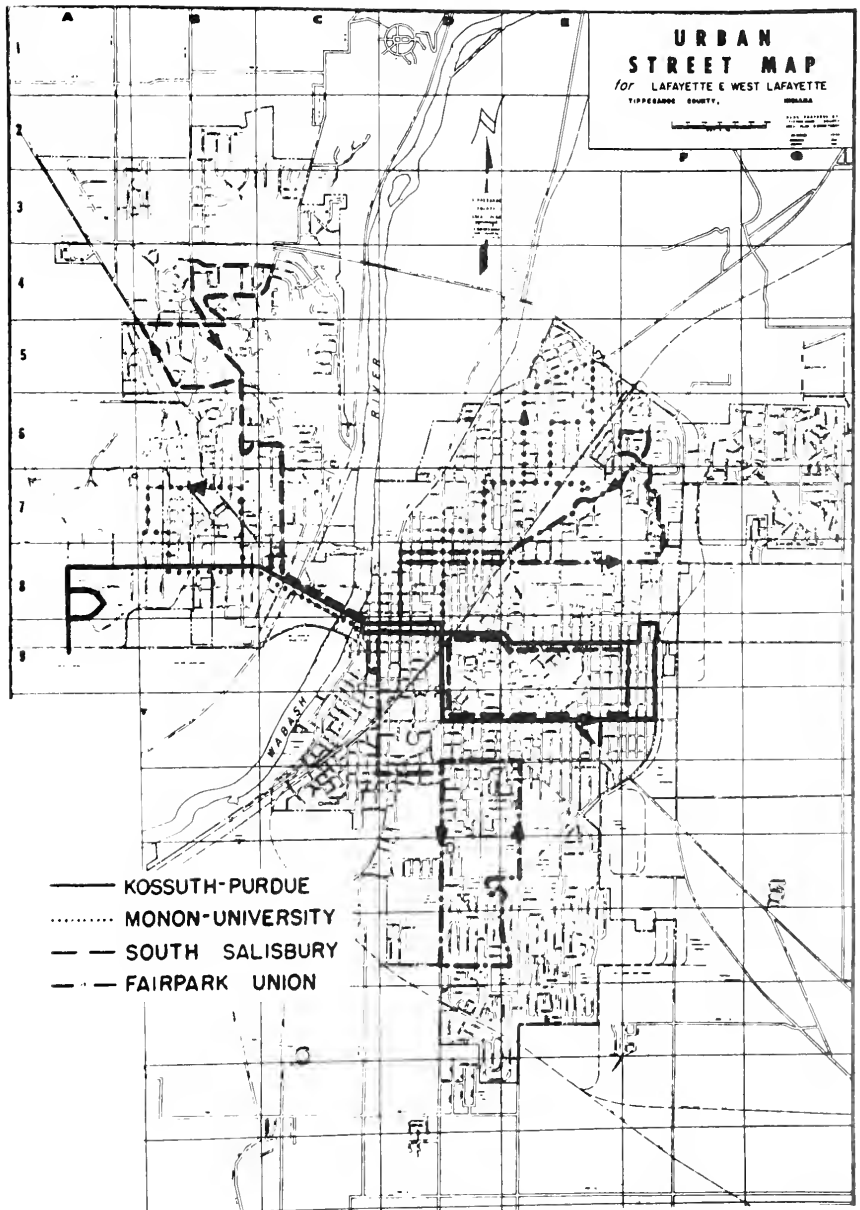 A B C D E
URBAN
STREET MAP
for LAFAYETTE & WEST LAFAYETTE
TIPPECANOE COUNTY, INDIANA
1
2
F G
3
4
5
RIVER
6
7
8
9
WABASH
KOSSUTH-PURDUE
MONON-UNIVERSITY
SOUTH SALISBURY
FAIRPARK UNION